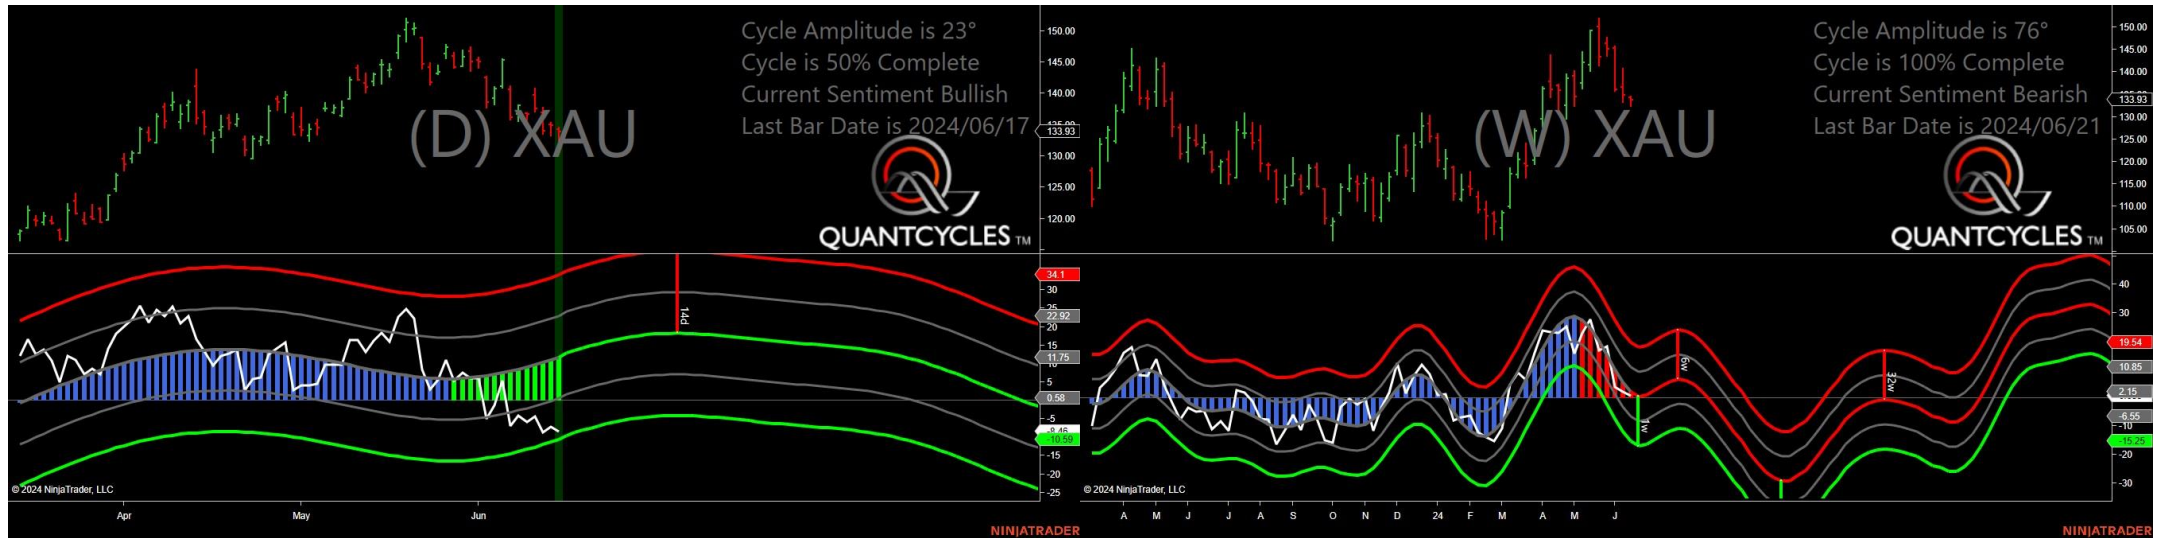 Cycle Amplitude is 23°
Cycle is 50% Complete
Current Sentiment Bullish
Last Bar Date is 2024/06/17
(D) XAU
QUANTCYCLES TM
150.00
145.00
140.00
133.93
130.00
125.00
120.00
34.1
30
25
22.92
20
15
11.75
5
0.58
-5
-10.59
-15
-20
-25
14d
© 2024 NinjaTrader, LLC
Apr
May
Jun
NINJATRADER
Cycle Amplitude is 76°
Cycle is 100% Complete
Current Sentiment Bearish
Last Bar Date is 2024/06/21
(W) XAU
QUANTCYCLES TM
150.00
145.00
140.00
133.93
130.00
125.00
120.00
115.00
110.00
105.00
40
30
19.54
10.85
2.15
-6.55
-10
-15.25
-20
-30
6w
32w
1w
© 2024 NinjaTrader, LLC
A
M
J
J
A
S
O
N
D
24
F
M
A
M
J
NINJATRADER